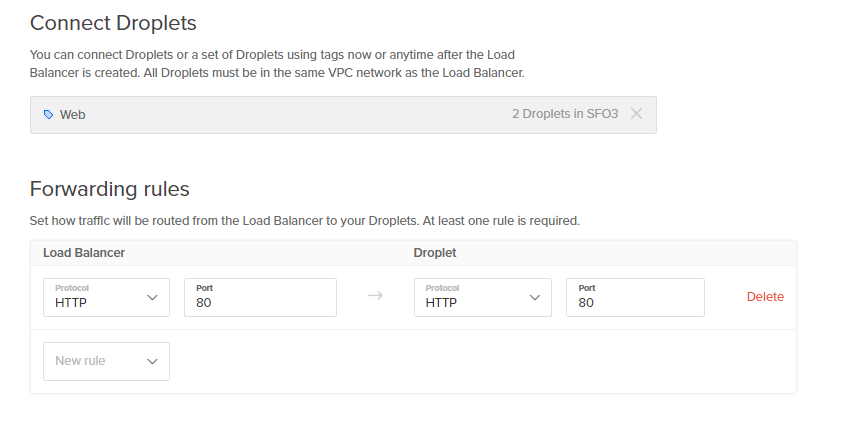 Connect Droplets
You can connect Droplets or a set of Droplets using tags now or anytime after the Load
Balancer is created. All Droplets must be in the same VPC network as the Load Balancer.
Web 2 Droplets in SFO3
Forwarding rules
Set how traffic will be routed from the Load Balancer to your Droplets. At least one rule is required.
Load Balancer Droplet
Protocol Port Protocol Port
HTTP 80 → HTTP 80 Delete
New rule